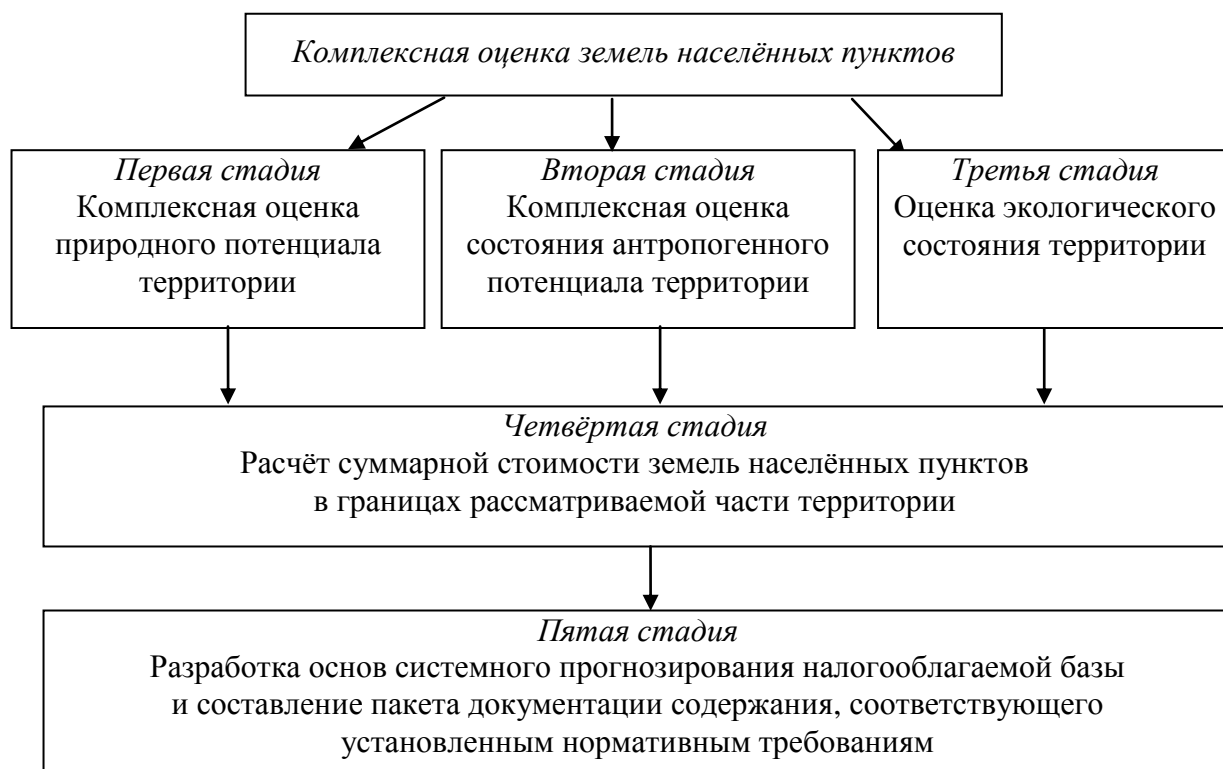 Комплексная оценка земель населённых пунктов
Первая стадия
Комплексная оценка
природного потенциала
территории
Вторая стадия
Комплексная оценка
состояния антропогенного
потенциала территории
Третья стадия
Оценка экологического
состояния территории
Четвёртая стадия
Расчёт суммарной стоимости земель населённых пунктов
в границах рассматриваемой части территории
Пятая стадия
Разработка основ системного прогнозирования налогооблагаемой базы
и составление пакета документации содержания, соответствующего
установленным нормативным требованиям